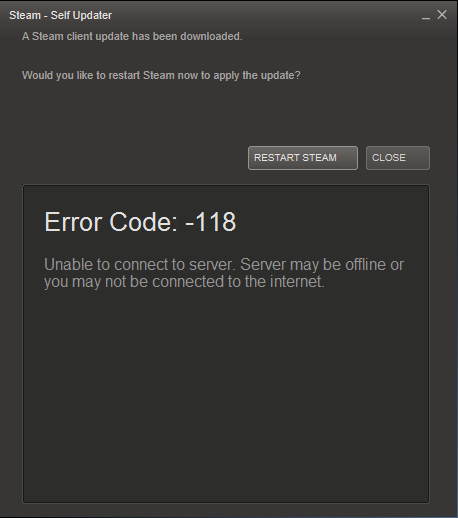 Steam - Self Updater
A Steam client update has been downloaded.
Would you like to restart Steam now to apply the update?
RESTART STEAM
CLOSE
Error Code: -118
Unable to connect to server. Server may be offline or
you may not be connected to the internet.